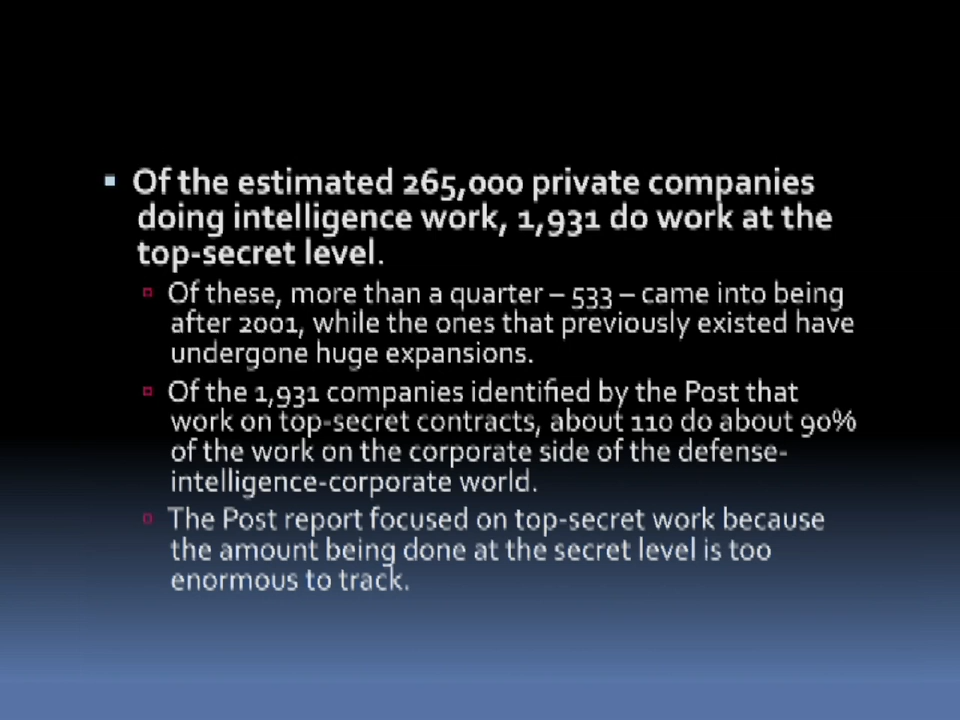 Of the estimated 265,000 private companies
doing intelligence work, 1,931 do work at the
top-secret level.
Of these, more than a quarter – 533 – came into being
after 2001, while the ones that previously existed have
undergone huge expansions.
Of the 1,931 companies identified by the Post that
work on top-secret contracts, about 110 do about 90%
of the work on the corporate side of the defense-
intelligence-corporate world.
The Post report focused on top-secret work because
the amount being done at the secret level is too
enormous to track.